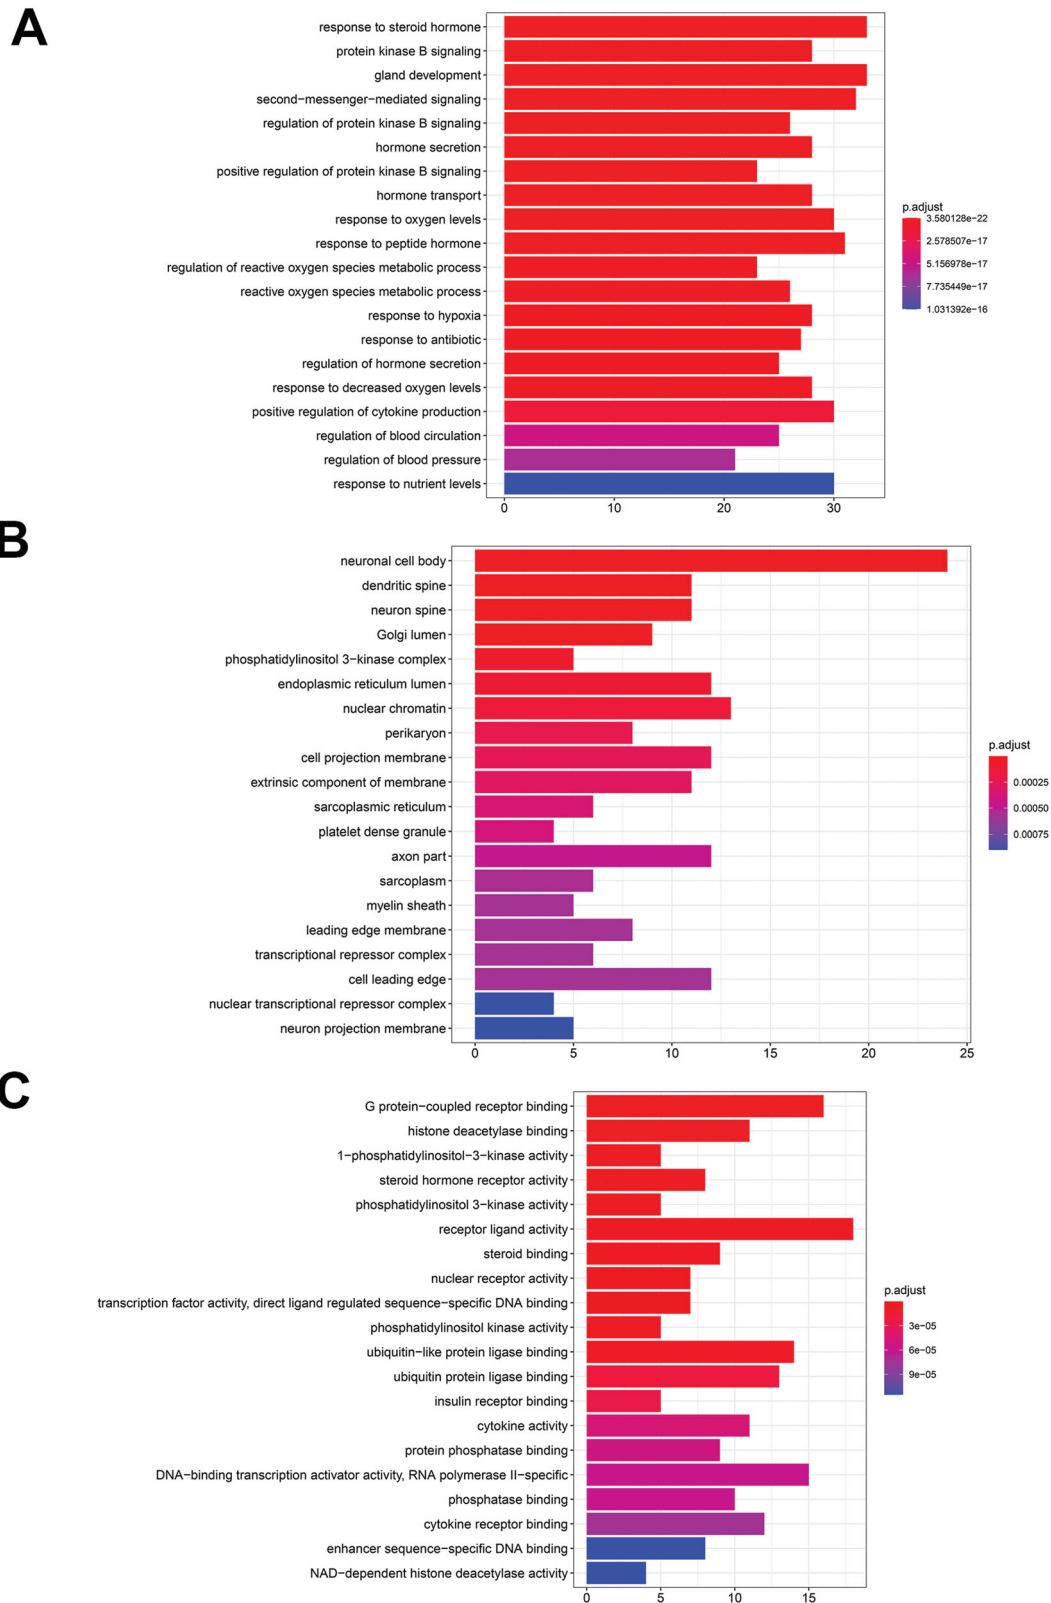 A
response to steroid hormone
protein kinase B signaling
gland development
second−messenger−mediated signaling
regulation of protein kinase B signaling
hormone secretion
positive regulation of protein kinase B signaling
hormone transport
response to oxygen levels
response to peptide hormone
regulation of reactive oxygen species metabolic process
reactive oxygen species metabolic process
response to hypoxia
response to antibiotic
regulation of hormone secretion
response to decreased oxygen levels
positive regulation of cytokine production
regulation of blood circulation
regulation of blood pressure
response to nutrient levels
0 10 20 30
p.adjust
3.580128e−22
2.578507e−17
5.156978e−17
7.735449e−17
1.031392e−16
B
neuronal cell body
dendritic spine
neuron spine
Golgi lumen
phosphatidylinositol 3−kinase complex
endoplasmic reticulum lumen
nuclear chromatin
perikaryon
cell projection membrane
extrinsic component of membrane
sarcoplasmic reticulum
platelet dense granule
axon part
sarcoplasm
myelin sheath
leading edge membrane
transcriptional repressor complex
cell leading edge
nuclear transcriptional repressor complex
neuron projection membrane
0 5 10 15 20 25
p.adjust
0.00025
0.00050
0.00075
C
G protein−coupled receptor binding
histone deacetylase binding
1−phosphatidylinositol−3−kinase activity
steroid hormone receptor activity
phosphatidylinositol 3−kinase activity
receptor ligand activity
steroid binding
nuclear receptor activity
transcription factor activity, direct ligand regulated sequence−specific DNA binding
phosphatidylinositol kinase activity
ubiquitin−like protein ligase binding
ubiquitin protein ligase binding
insulin receptor binding
cytokine activity
protein phosphatase binding
DNA−binding transcription activator activity, RNA polymerase II−specific
phosphatase binding
cytokine receptor binding
enhancer sequence−specific DNA binding
NAD−dependent histone deacetylase activity
0 5 10 15
p.adjust
3e−05
6e−05
9e−05